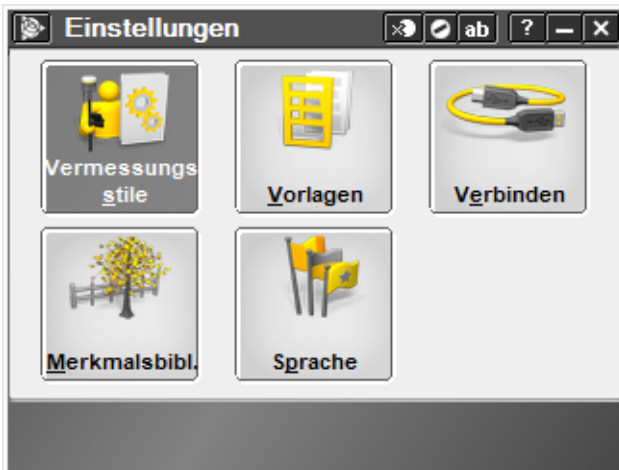 Einstellungen
ab ?
Vermessungs
stile
Vorlagen
Verbinden
Merkmalsbibl.
Sprache